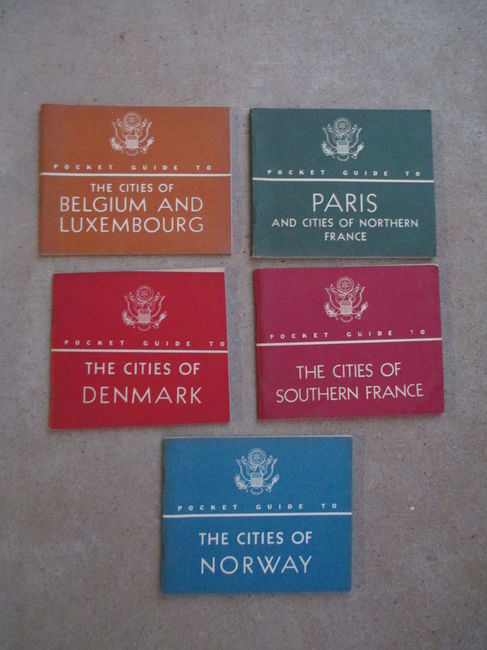 POCKET GUIDE TO
THE CITIES OF
BELGIUM AND
LUXEMBOURG
POCKET GUIDE TO
PARIS
AND CITIES OF NORTHERN
FRANCE
POCKET GUIDE TO
THE CITIES OF
DENMARK
POCKET GUIDE TO
THE CITIES OF
SOUTHERN FRANCE
POCKET GUIDE TO
THE CITIES OF
NORWAY